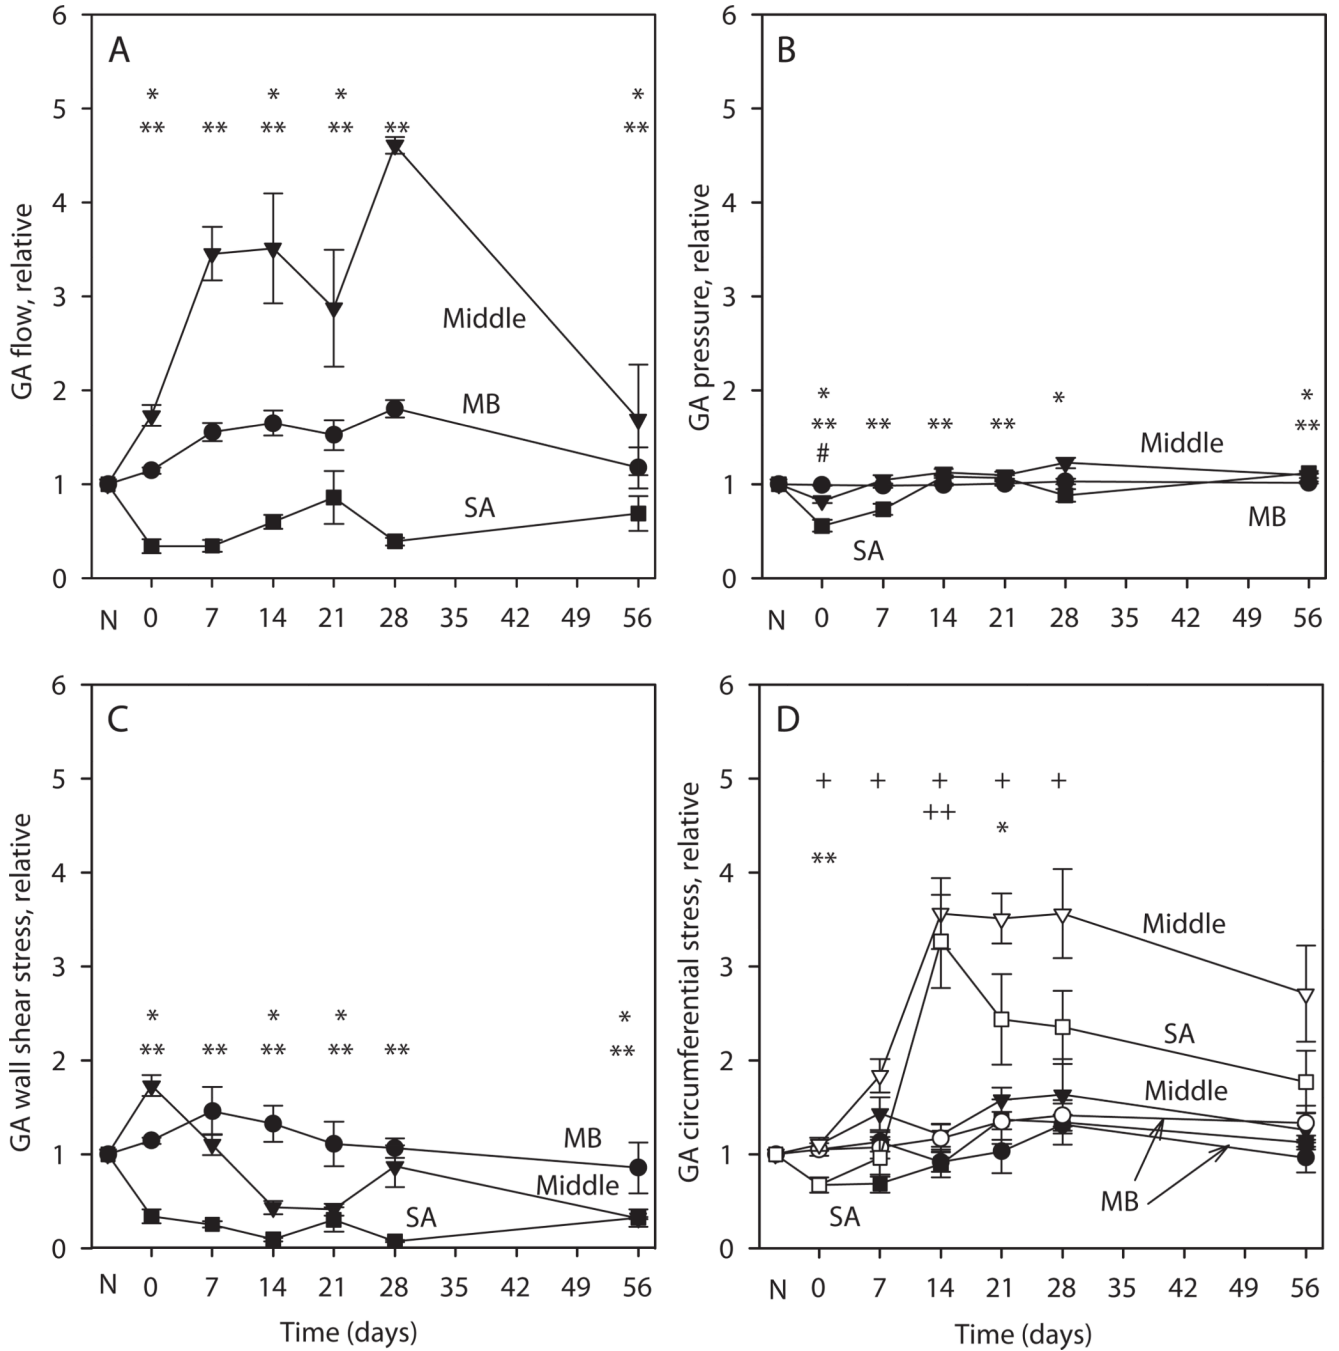 A
GA flow, relative
6
5
4
3
2
1
0
* * * *
** ** ** ** ** **
Middle
MB
SA
N 0 7 14 21 28 35 42 49 56
B
GA pressure, relative
6
5
4
3
2
1
0
* * *
** ** ** ** **
#
Middle
MB
SA
N 0 7 14 21 28 35 42 49 56
C
GA wall shear stress, relative
6
5
4
3
2
1
0
* * * *
** ** ** ** ** **
MB
Middle
SA
N 0 7 14 21 28 35 42 49 56
Time (days)
D
GA circumferential stress, relative
6
5
4
3
2
1
0
+ + + + +
++
*
**
Middle
SA
Middle
MB
SA
N 0 7 14 21 28 35 42 49 56
Time (days)